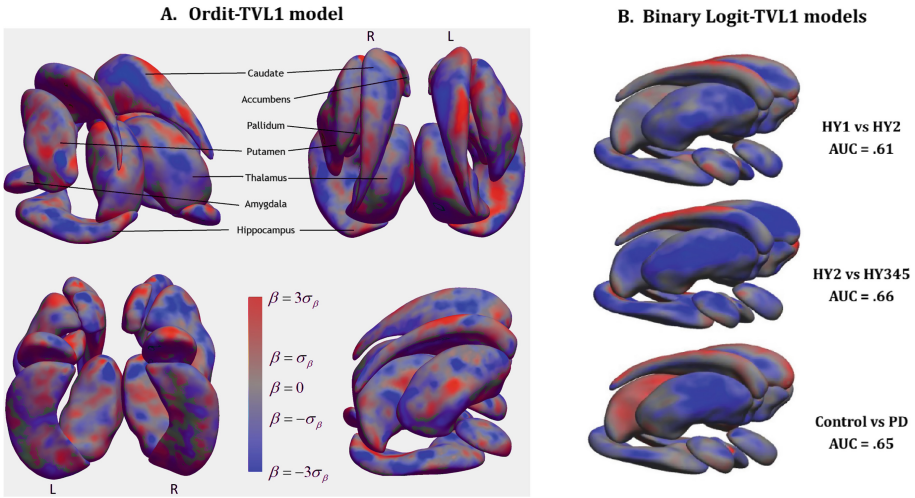 A. Ordit-TVL1 model
R
L
Caudate
Accumbens
Pallidum
Putamen
Thalamus
Amygdala
Hippocampus
β = 3σβ
β = σβ
β = 0
β = −σβ
β = −3σβ
L
R
B. Binary Logit-TVL1 models
HY1 vs HY2
AUC = .61
HY2 vs HY345
AUC = .66
Control vs PD
AUC = .65